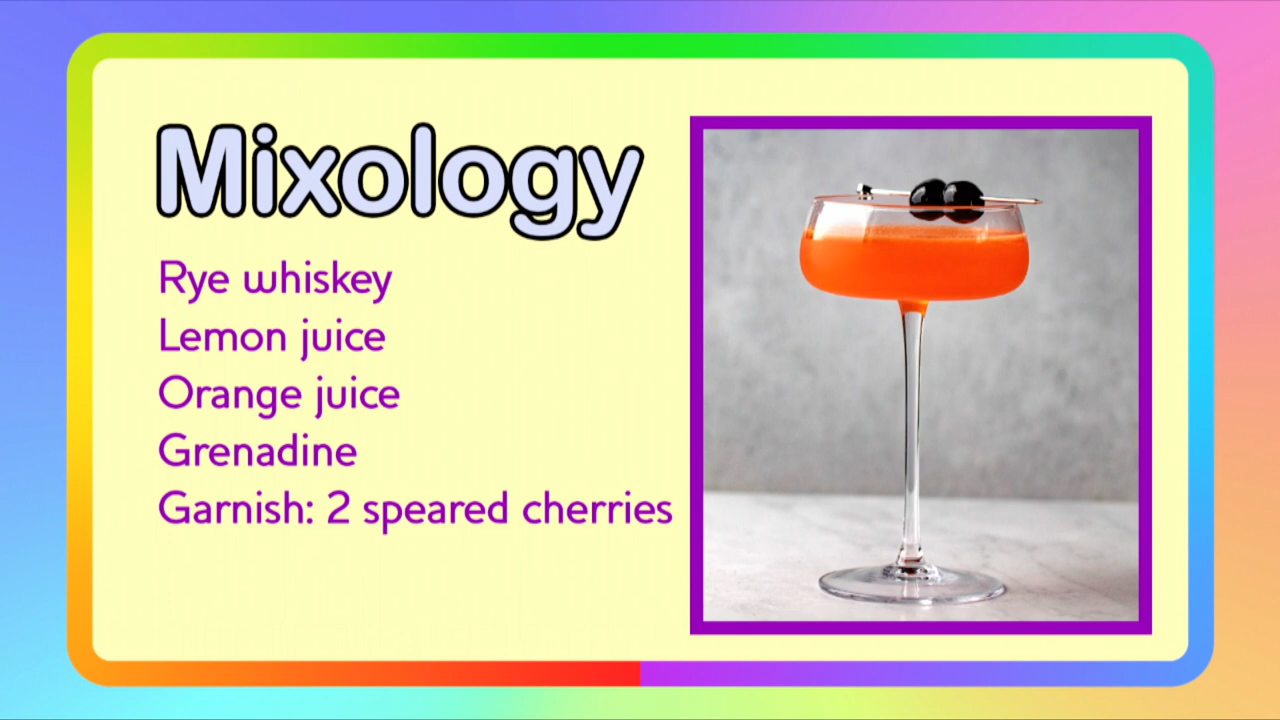 Mixology
Rye whiskey
Lemon juice
Orange juice
Grenadine
Garnish: 2 speared cherries